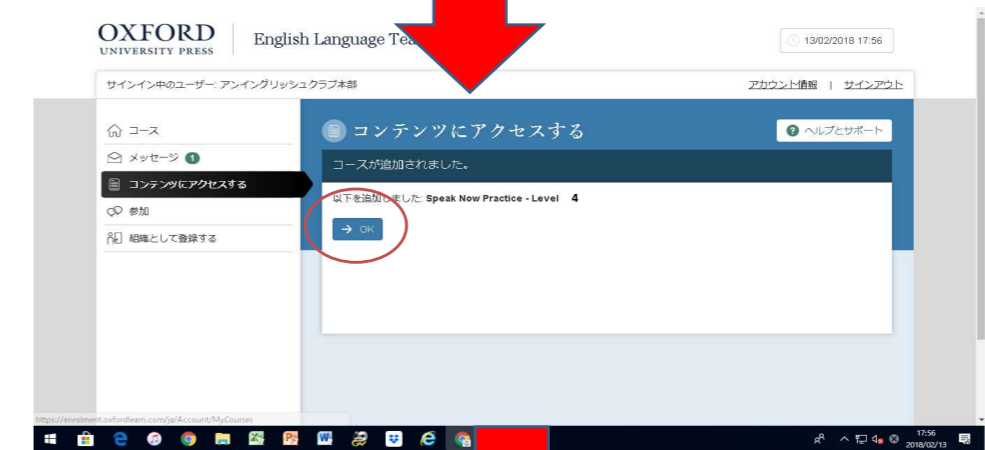 OXFORD
UNIVERSITY PRESS
English Language Tea
13/02/2018 17:56
サインイン中のユーザー: アンイングリッシュクラブ本部
アカウント情報 | サインアウト
コース
メッセージ 1
コンテンツにアクセスする
参加
組織として登録する
コンテンツにアクセスする
? ヘルプとサポート
コースが追加されました。
以下を追加しました: Speak Now Practice - Level 4
→ OK
https://enrolment.oxfordlearn.com/ja/Account/MyCourses
17:56
2018/02/13